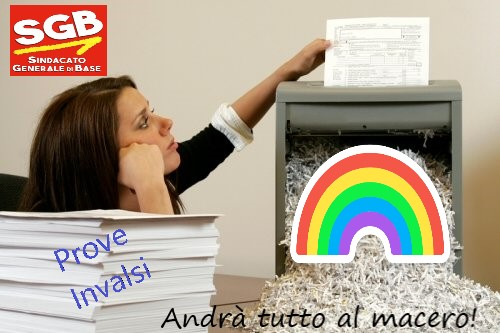 SGB
SINDACATO
GENERALE DI BASE
Prove
Invalsi
Andrà tutto al macero!